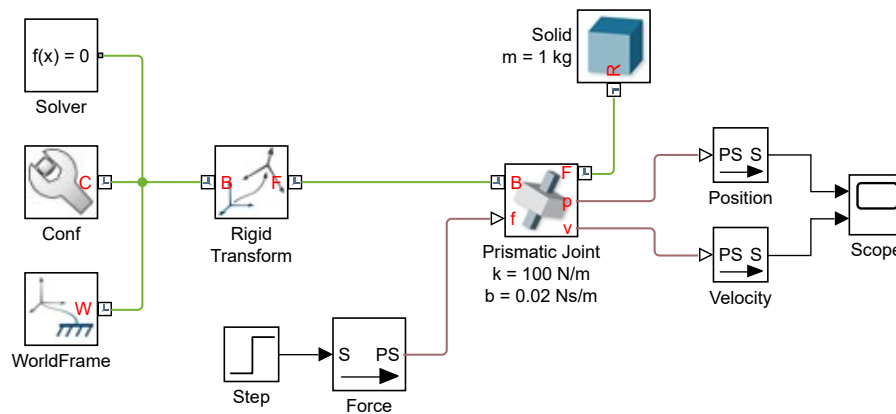 f(x) = 0
Solver
C
Conf
W
WorldFrame
B
F
Rigid
Transform
Solid
m = 1 kg
R
B
F
f
p
v
Prismatic Joint
k = 100 N/m
b = 0.02 Ns/m
PS S
Position
PS S
Velocity
Scope
Step
S PS
Force